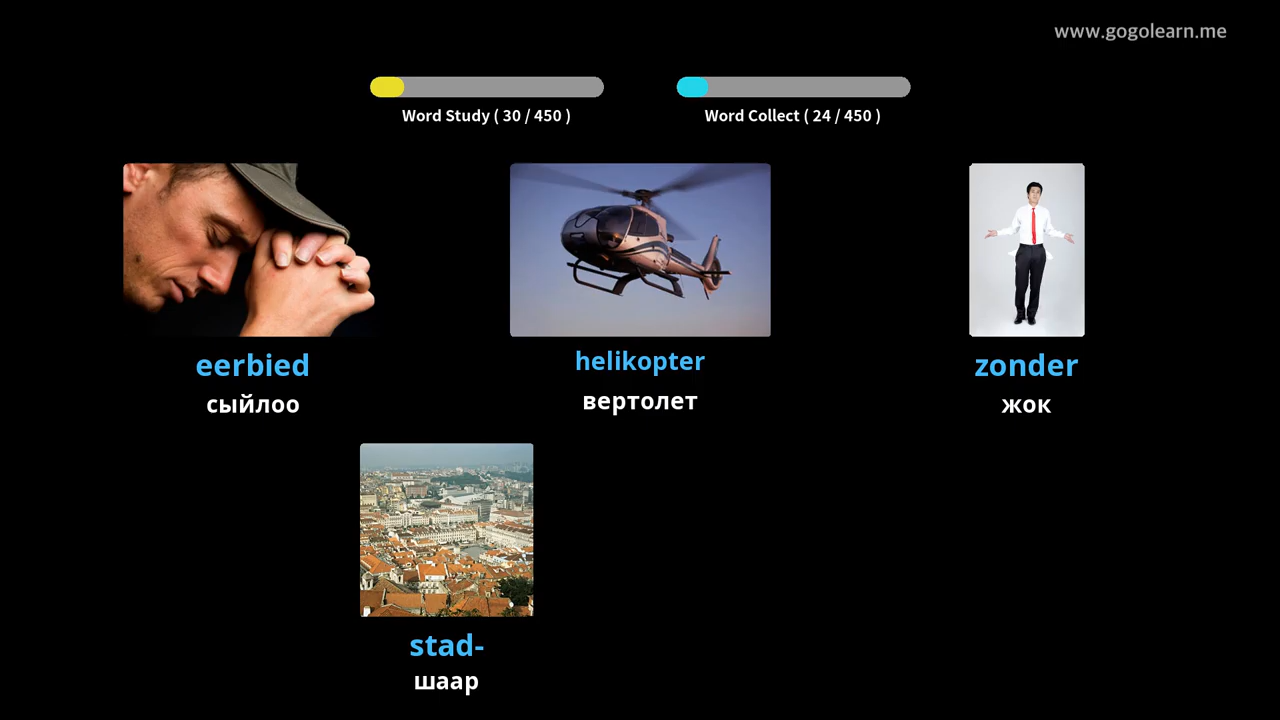 www.gogolearn.me
Word Study ( 30 / 450 )
Word Collect ( 24 / 450 )
eerbied
сыйлоо
helikopter
вертолет
zonder
жок
stad-
шаар